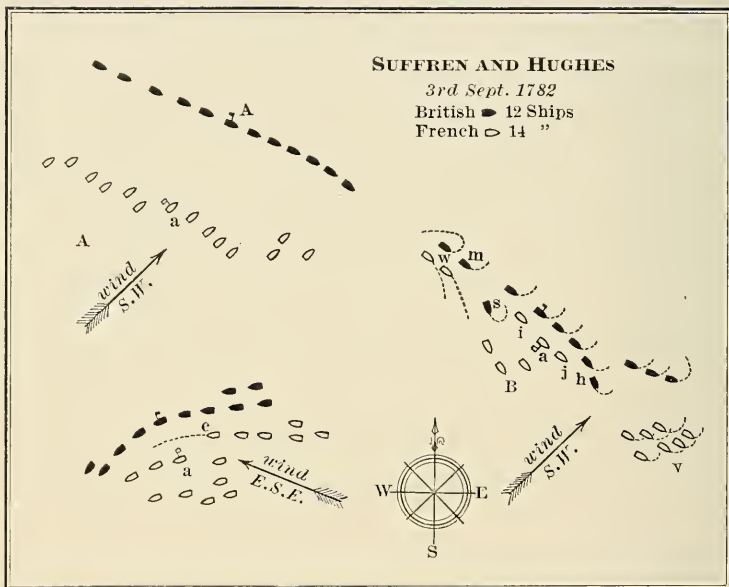 SUFFREN AND HUGHES
3rd Sept. 1782
British 12 Ships
French 14 "
A
a
A
wind
S.W.
w
m
s
i
a
j
h
B
wind
S.W.
v
c
a
wind
E.S.E.
W
E
S